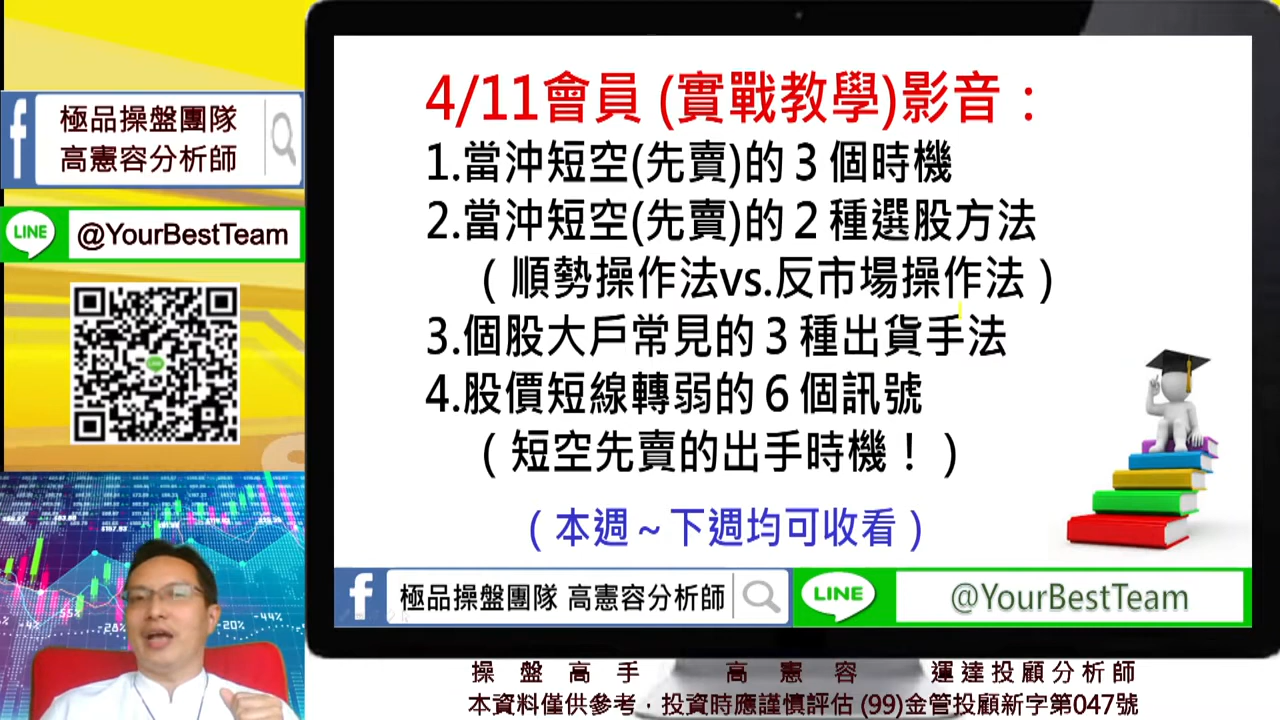 極品操盤團隊
高憲容分析師
LINE
@YourBestTeam
4/11會員 (實戰教學)影音：
1.當沖短空(先賣)的３個時機
2.當沖短空(先賣)的２種選股方法
（順勢操作法vs.反市場操作法）
3.個股大戶常見的３種出貨手法
4.股價短線轉弱的６個訊號
（短空先賣的出手時機！）
（本週～下週均可收看）
極品操盤團隊 高憲容分析師
LINE
@YourBestTeam
操盤高手 高憲容 運達投顧分析師
本資料僅供參考，投資時應謹慎評估 (99)金管投顧新字第047號